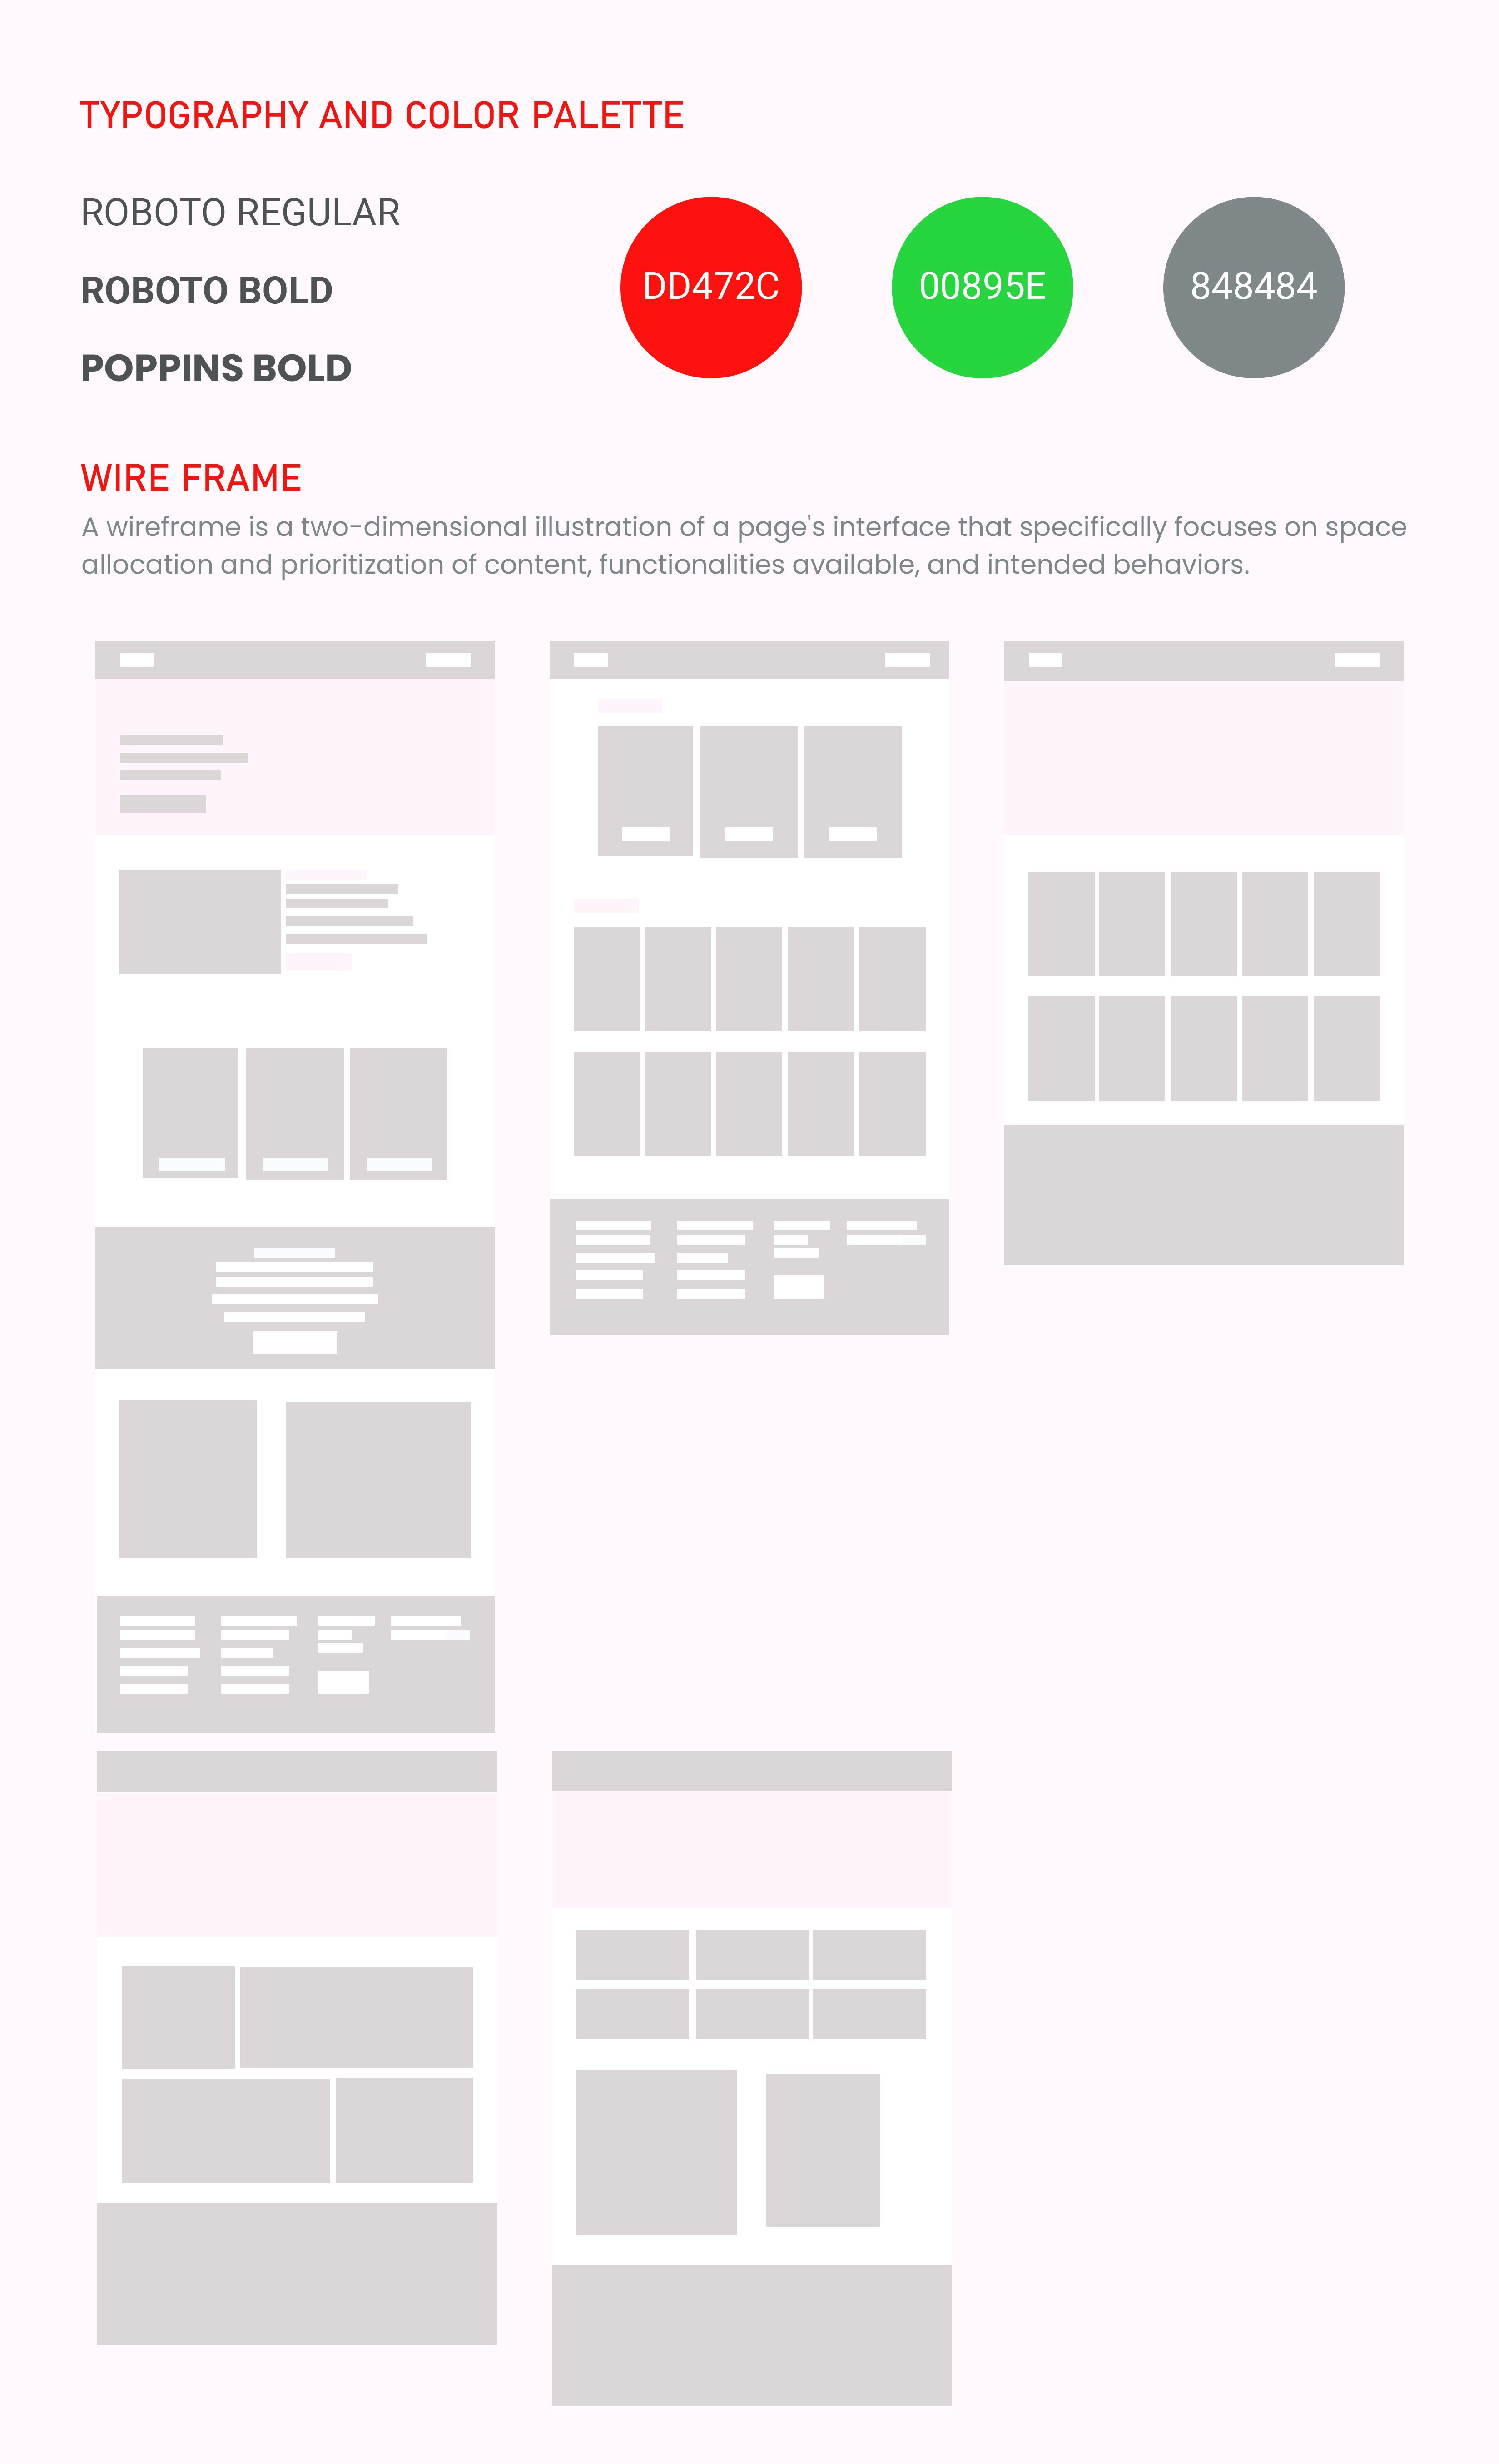 TYPOGRAPHY AND COLOR PALETTE
ROBOTO REGULAR
ROBOTO BOLD
POPPINS BOLD
DD472C
00895E
848484
WIRE FRAME
A wireframe is a two-dimensional illustration of a page's interface that specifically focuses on space
allocation and prioritization of content, functionalities available, and intended behaviors.